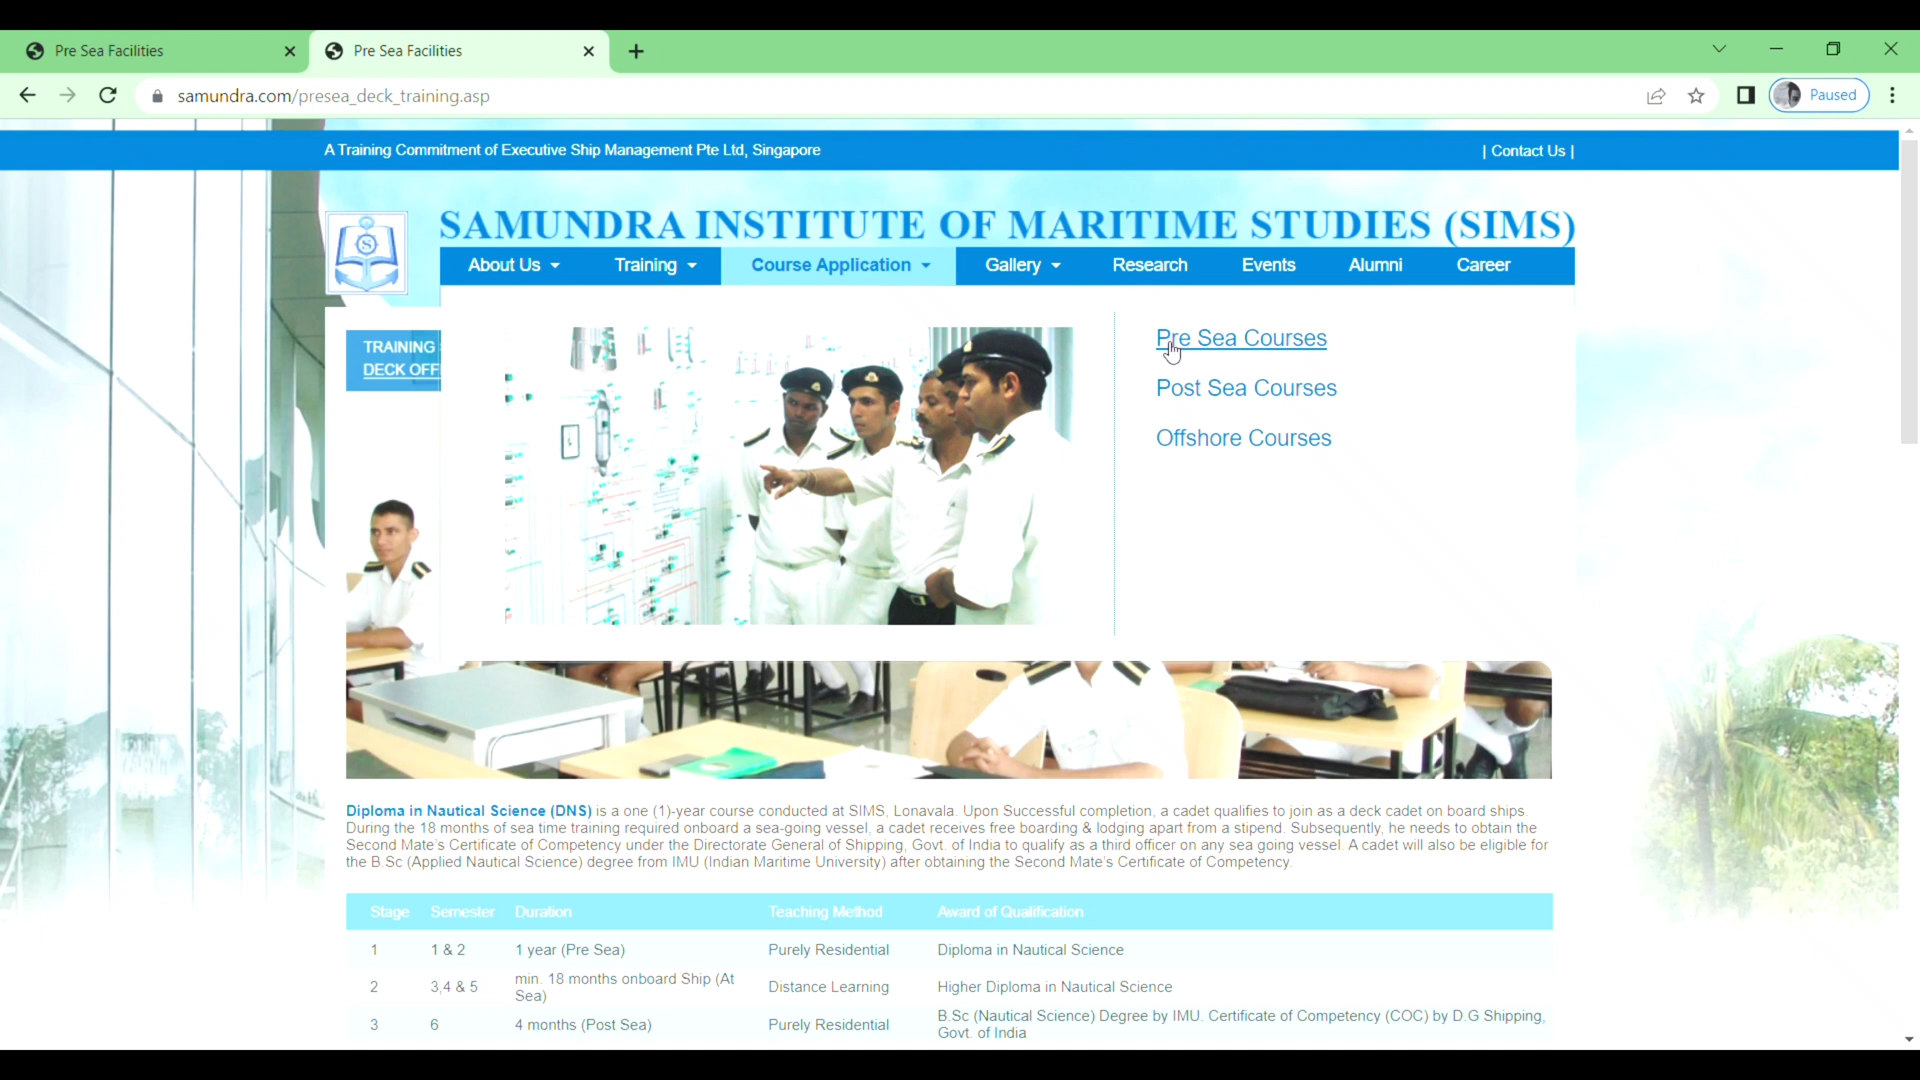 Pre Sea Facilities
Pre Sea Facilities
samundra.com/presea_deck_training.asp
Paused
A Training Commitment of Executive Ship Management Pte Ltd, Singapore
| Contact Us |
SAMUNDRA INSTITUTE OF MARITIME STUDIES (SIMS)
S
About Us
Training
Course Application
Gallery
Research
Events
Alumni
Career
TRAINING
DECK OFF
Pre Sea Courses
Post Sea Courses
Offshore Courses
Diploma in Nautical Science (DNS) is a one (1)-year course conducted at SIMS, Lonavala. Upon Successful completion, a cadet qualifies to join as a deck cadet on board ships.
During the 18 months of sea time training required onboard a sea-going vessel, a cadet receives free boarding & lodging apart from a stipend. Subsequently, he needs to obtain the
Second Mate's Certificate of Competency under the Directorate General of Shipping, Govt. of India to qualify as a third officer on any sea going vessel. A cadet will also be eligible for
the B.Sc (Applied Nautical Science) degree from IMU (Indian Maritime University) after obtaining the Second Mate's Certificate of Competency.
Stage Semester Duration Teaching Method Award of Qualification
1 1 & 2 1 year (Pre Sea) Purely Residential Diploma in Nautical Science
2 3,4 & 5 min. 18 months onboard Ship (At Sea) Distance Learning Higher Diploma in Nautical Science
3 6 4 months (Post Sea) Purely Residential B.Sc (Nautical Science) Degree by IMU. Certificate of Competency (COC) by D.G Shipping,
Govt. of India